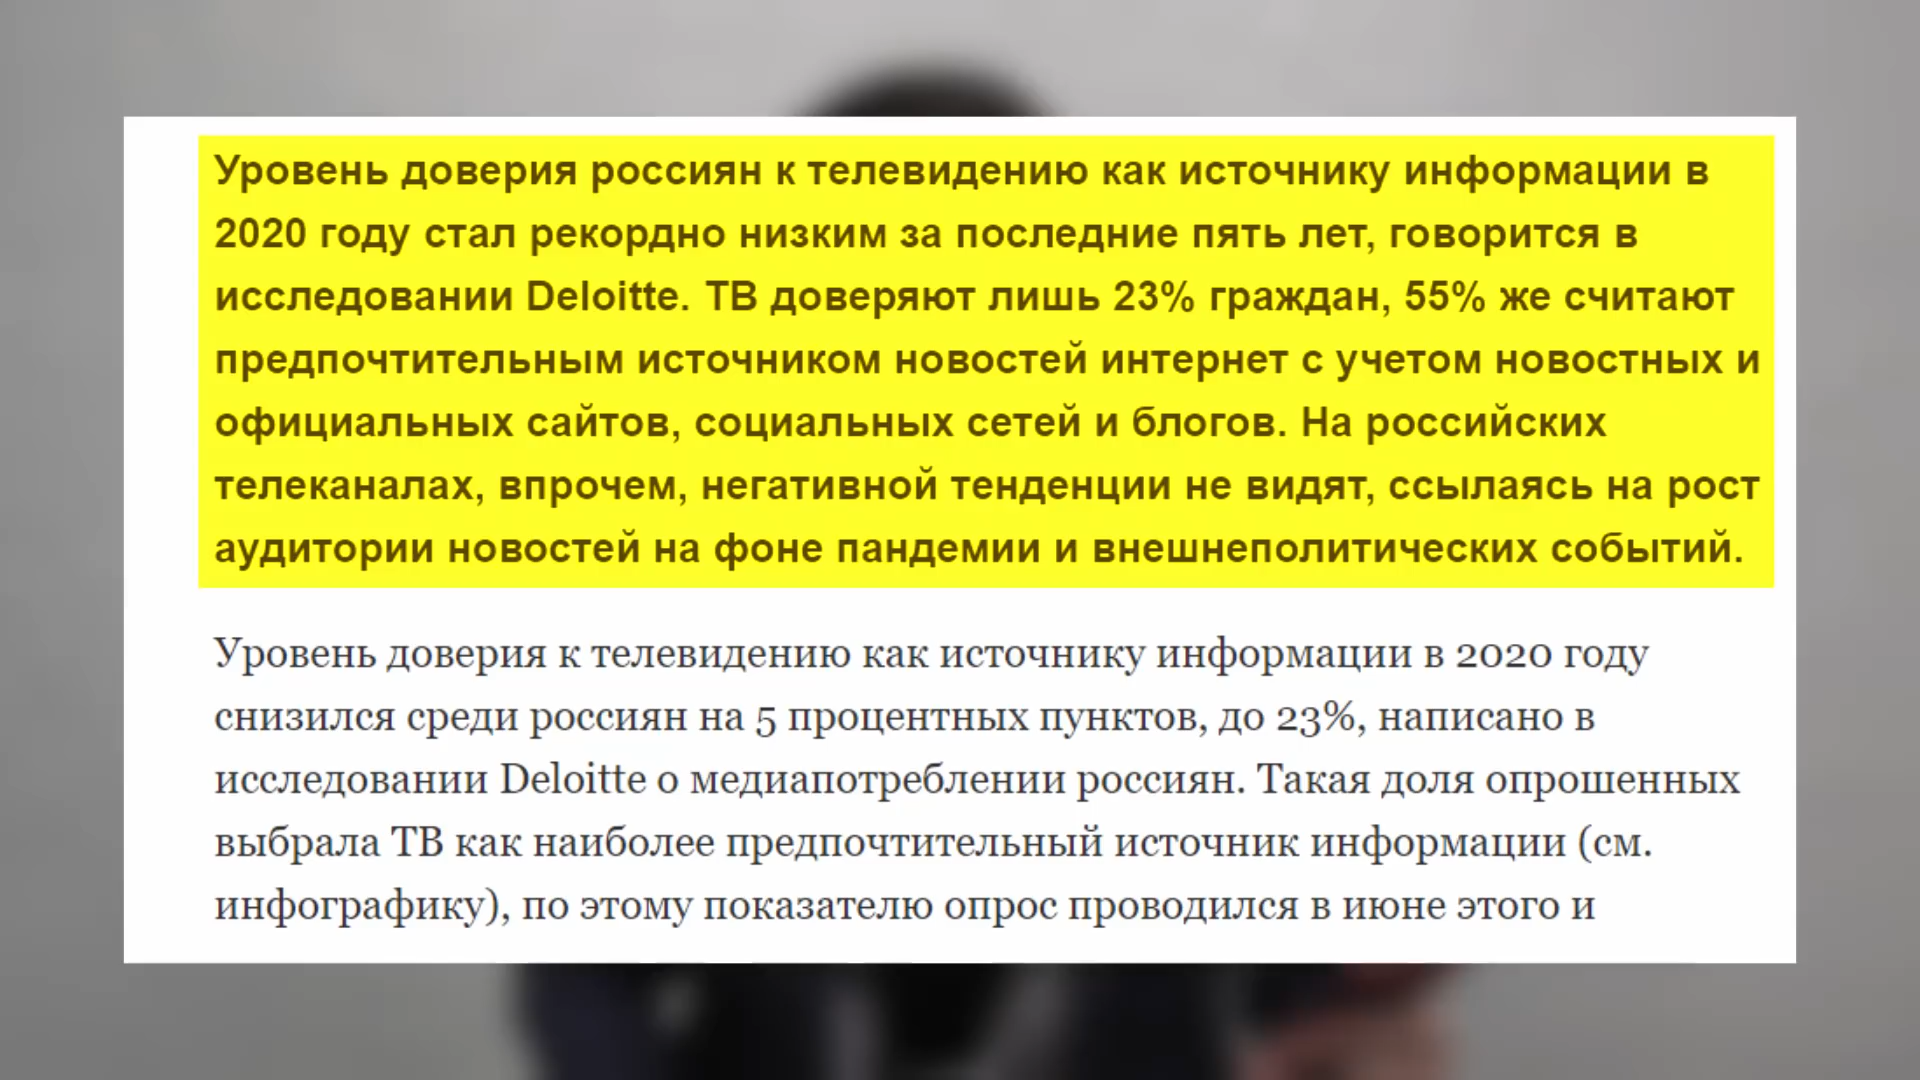 Уровень доверия россиян к телевидению как источнику информации в
2020 году стал рекордно низким за последние пять лет, говорится в
исследовании Deloitte. ТВ доверяют лишь 23% граждан, 55% же считают
предпочтительным источником новостей интернет с учетом новостных и
официальных сайтов, социальных сетей и блогов. На российских
телеканалах, впрочем, негативной тенденции не видят, ссылаясь на рост
аудитории новостей на фоне пандемии и внешнеполитических событий.
Уровень доверия к телевидению как источнику информации в 2020 году
снизился среди россиян на 5 процентных пунктов, до 23%, написано в
исследовании Deloitte о медиапотреблении россиян. Такая доля опрошенных
выбрала ТВ как наиболее предпочтительный источник информации (см.
инфографику), по этому показателю опрос проводился в июне этого и